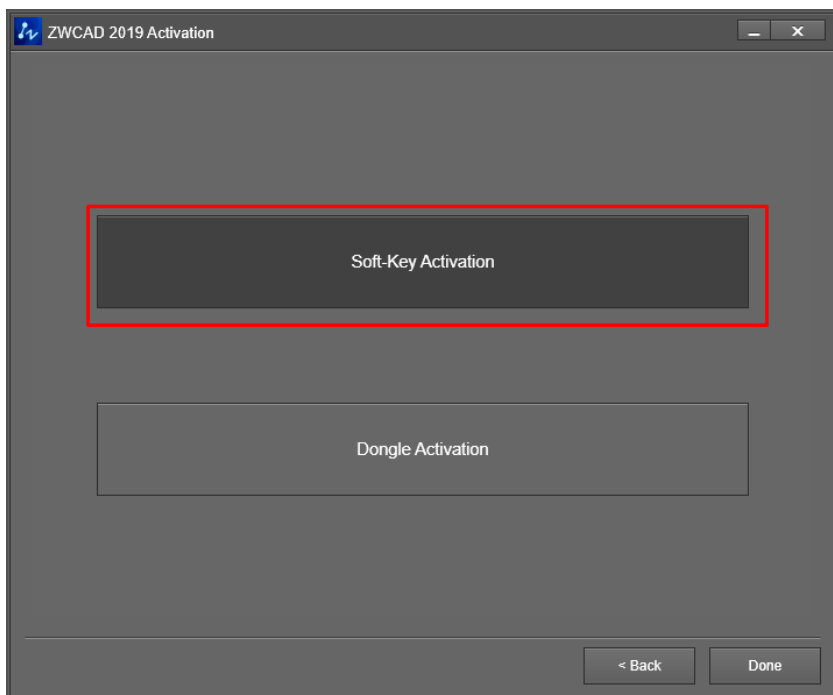 ZWCAD 2019 Activation
Soft-Key Activation
Dongle Activation
< Back
Done